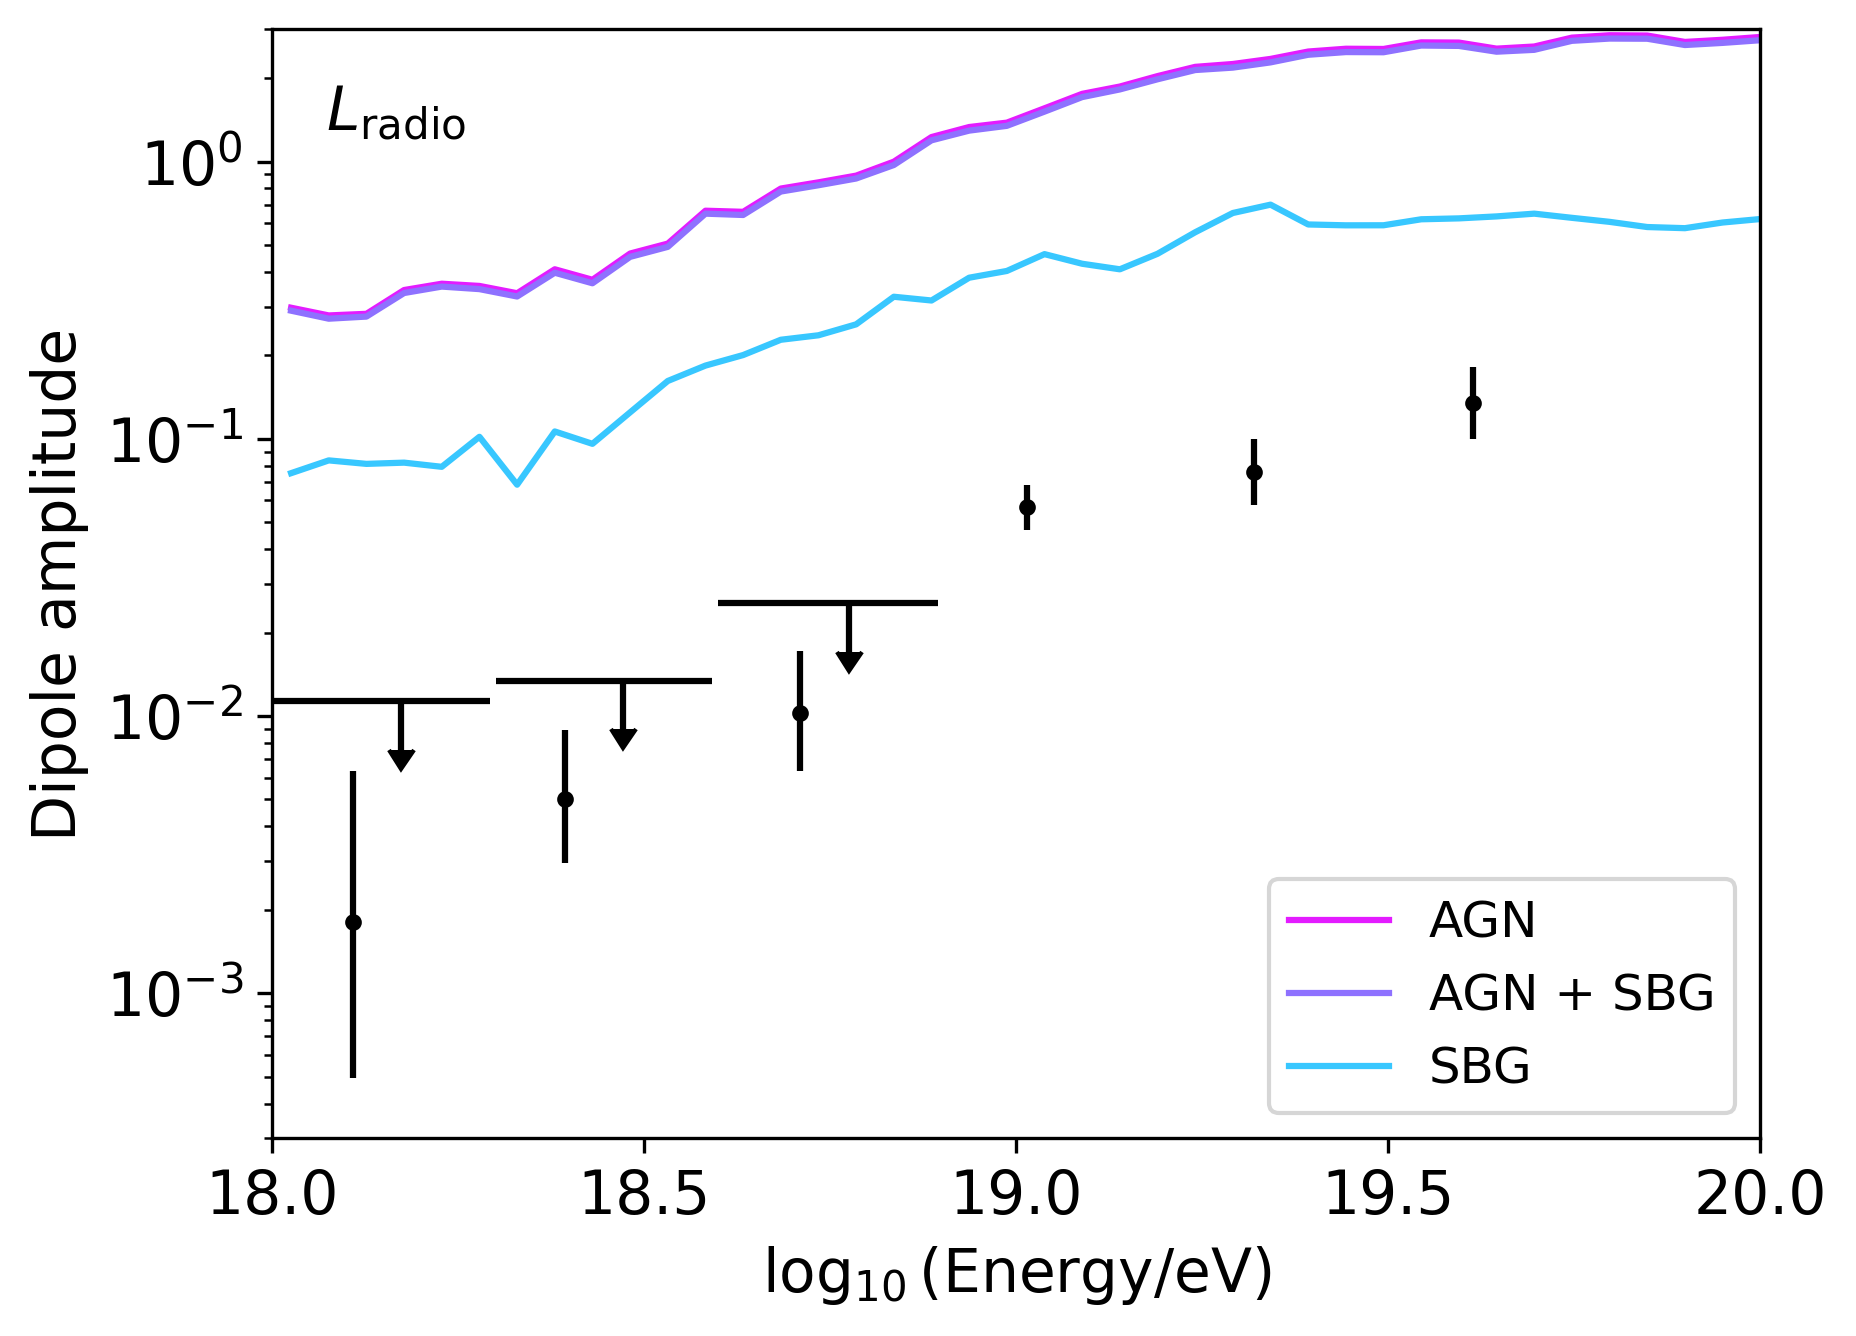 L_radio
10^0
10^−1
10^−2
10^−3
Dipole amplitude
18.0 18.5 19.0 19.5 20.0
log_10 (Energy/eV)
AGN
AGN + SBG
SBG